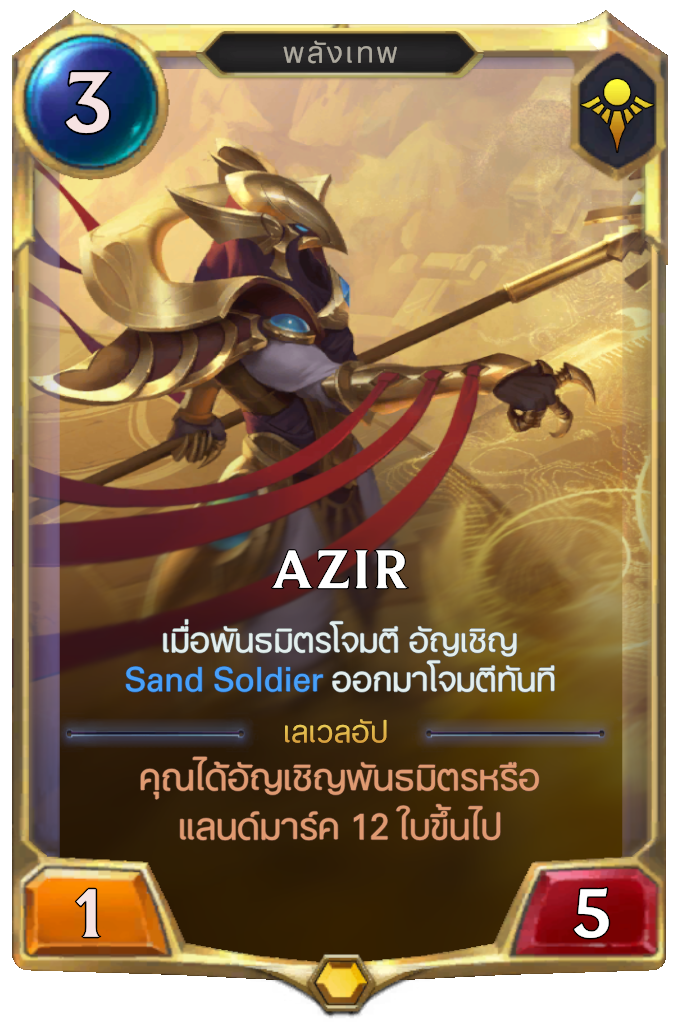 พลังเทพ
3
AZIR
เมื่อพันธมิตรโจมตี อัญเชิญ
Sand Soldier ออกมาโจมตีทันที
เลเวลอัป
คุณได้อัญเชิญพันธมิตรหรือ
แลนด์มาร์ค 12 ใบขึ้นไป
1
5